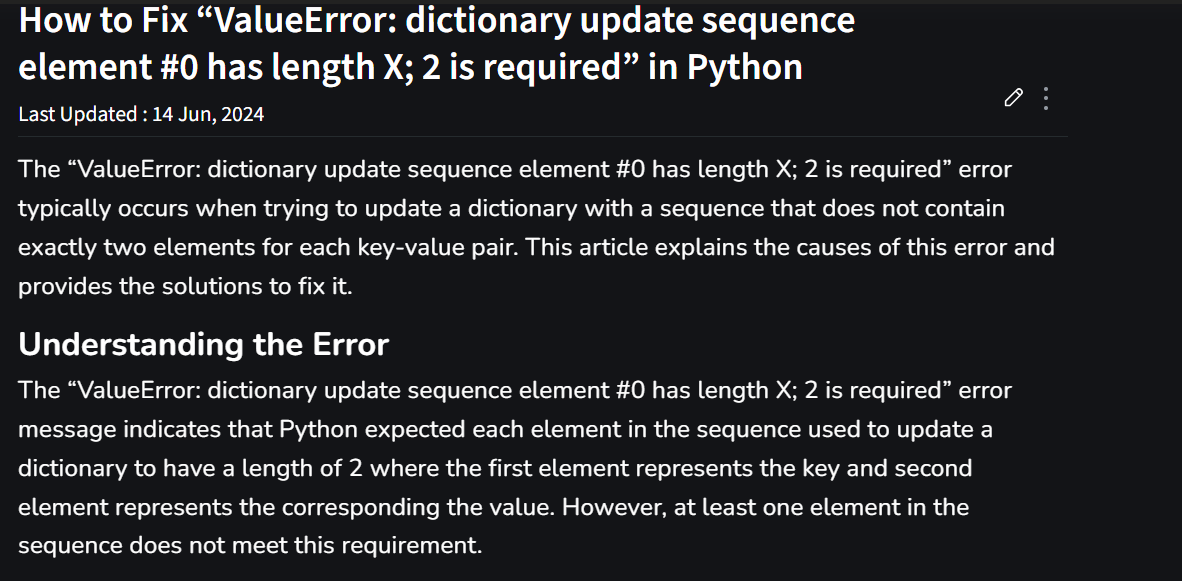 How to Fix “ValueError: dictionary update sequence
element #0 has length X; 2 is required” in Python
Last Updated : 14 Jun, 2024
The “ValueError: dictionary update sequence element #0 has length X; 2 is required” error
typically occurs when trying to update a dictionary with a sequence that does not contain
exactly two elements for each key-value pair. This article explains the causes of this error and
provides the solutions to fix it.
Understanding the Error
The “ValueError: dictionary update sequence element #0 has length X; 2 is required” error
message indicates that Python expected each element in the sequence used to update a
dictionary to have a length of 2 where the first element represents the key and second
element represents the corresponding the value. However, at least one element in the
sequence does not meet this requirement.